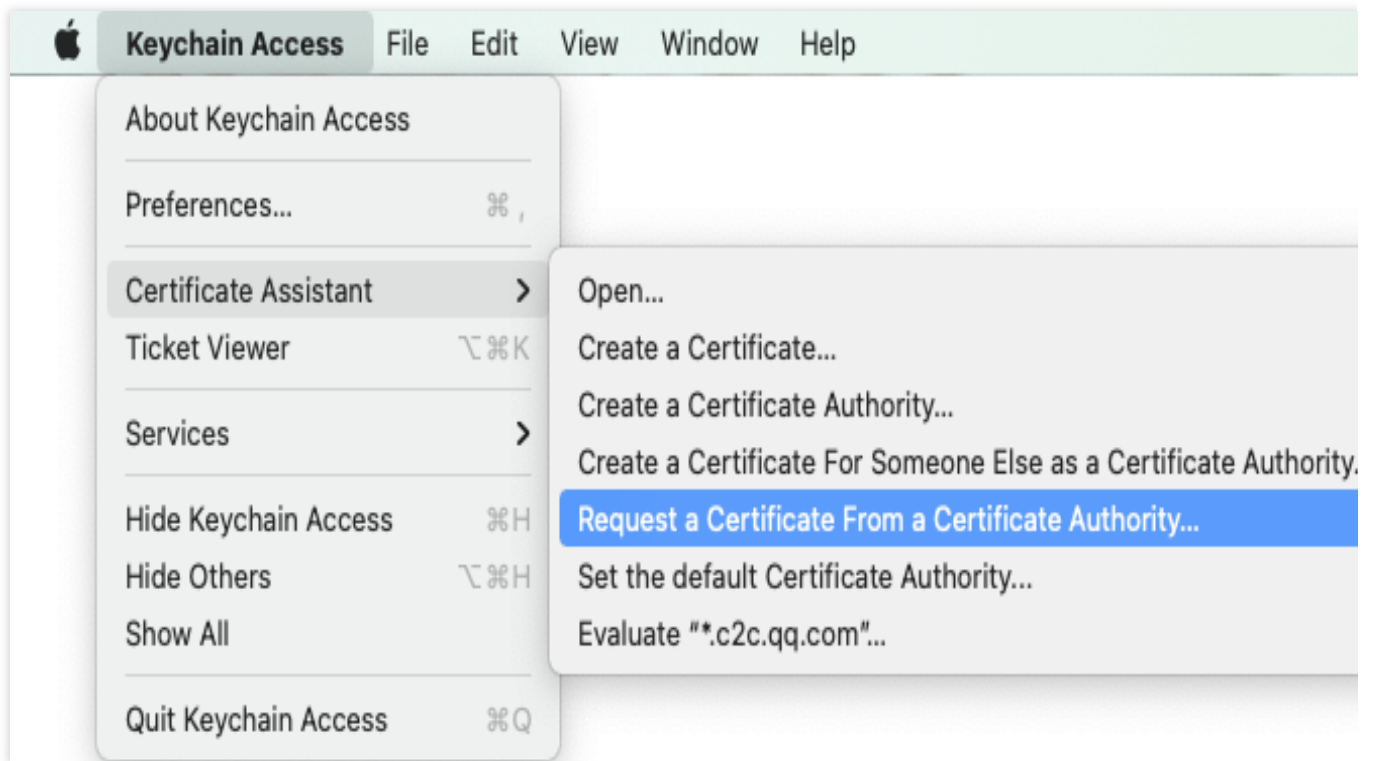 Keychain Access File Edit View Window Help
About Keychain Access
Preferences... ⌘ ,
Certificate Assistant >
Ticket Viewer ⌥⌘K
Services >
Hide Keychain Access ⌘H
Hide Others ⌥⌘H
Show All
Quit Keychain Access ⌘Q
Open...
Create a Certificate...
Create a Certificate Authority...
Create a Certificate For Someone Else as a Certificate Authority.
Request a Certificate From a Certificate Authority...
Set the default Certificate Authority...
Evaluate “*.c2c.qq.com”...